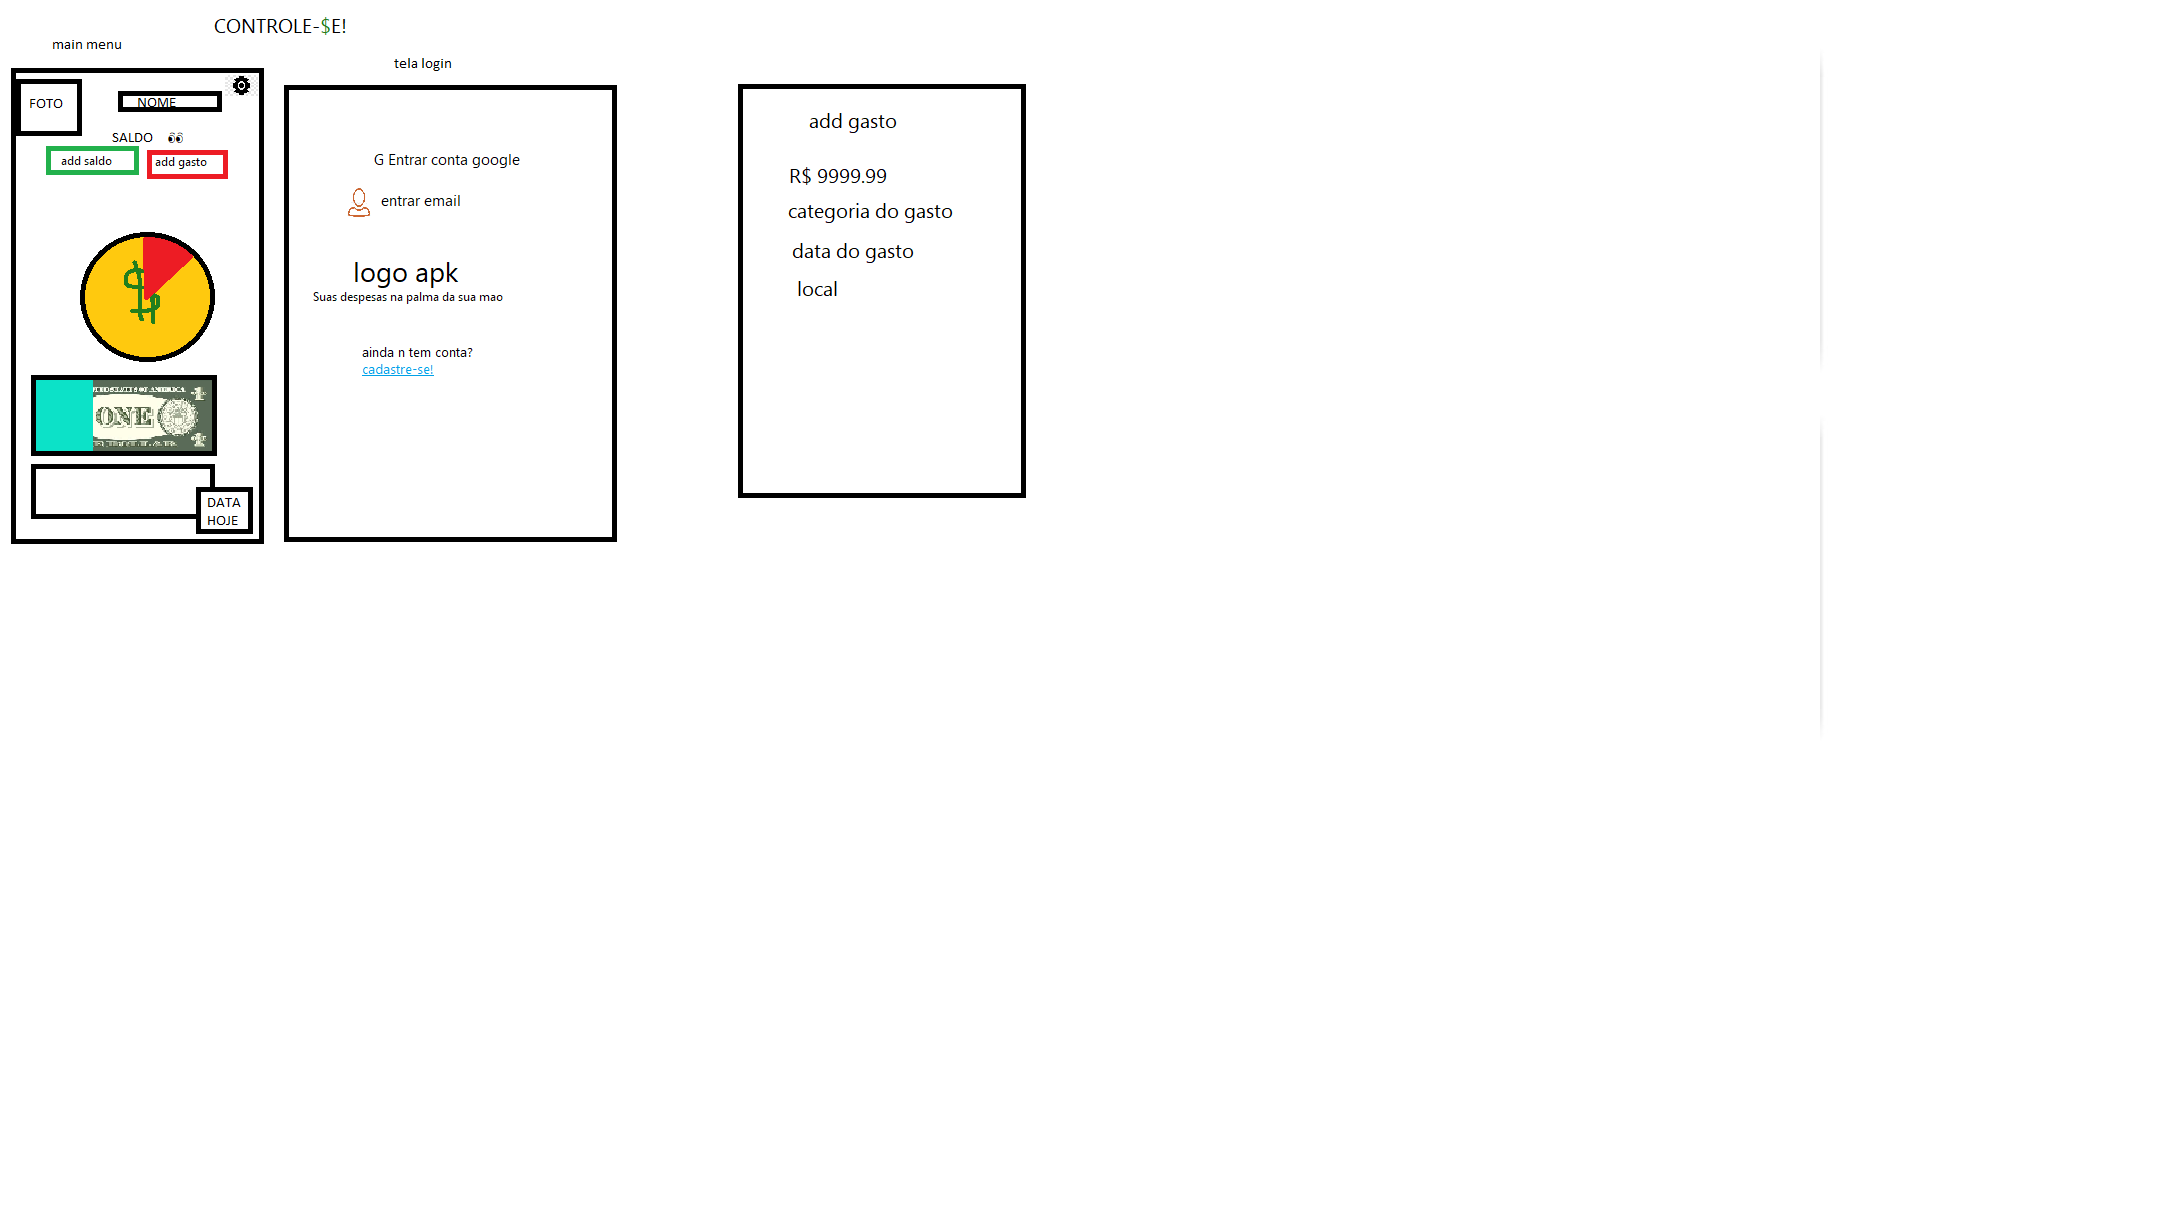 CONTROLE-$E!
main menu
FOTO
NOME
SALDO
add saldo
add gasto
$
ONE
DATA
HOJE
tela login
G Entrar conta google
entrar email
logo apk
Suas despesas na palma da sua mao
ainda n tem conta?
cadastre-se!
add gasto
R$ 9999.99
categoria do gasto
data do gasto
local